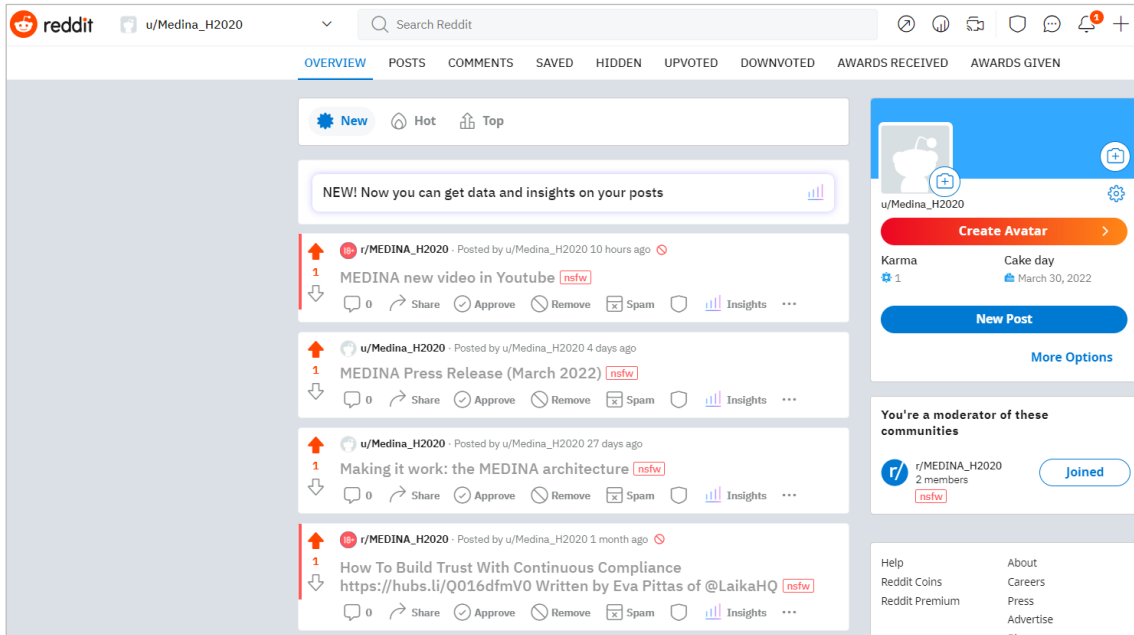 reddit u/Medina_H2020 Search Reddit 1
OVERVIEW POSTS COMMENTS SAVED HIDDEN UPVOTED DOWNVOTED AWARDS RECEIVED AWARDS GIVEN
New Hot Top
NEW! Now you can get data and insights on your posts
18+ r/MEDINA_H2020 · Posted by u/Medina_H2020 10 hours ago
1
MEDINA new video in Youtube nsfw
0 Share Approve Remove Spam Insights ...
u/Medina_H2020 · Posted by u/Medina_H2020 4 days ago
1
MEDINA Press Release (March 2022) nsfw
0 Share Approve Remove Spam Insights ...
u/Medina_H2020 · Posted by u/Medina_H2020 27 days ago
1
Making it work: the MEDINA architecture nsfw
0 Share Approve Remove Spam Insights ...
18+ r/MEDINA_H2020 · Posted by u/Medina_H2020 1 month ago
1
How To Build Trust With Continuous Compliance
https://hubs.li/Q016dfmV0 Written by Eva Pittas of @LaikaHQ nsfw
0 Share Approve Remove Spam Insights ...
u/Medina_H2020
Create Avatar
Karma Cake day
1 March 30, 2022
New Post
More Options
You're a moderator of these
communities
r/ r/MEDINA_H2020
2 members
nsfw
Joined
Help About
Reddit Coins Careers
Reddit Premium Press
Advertise